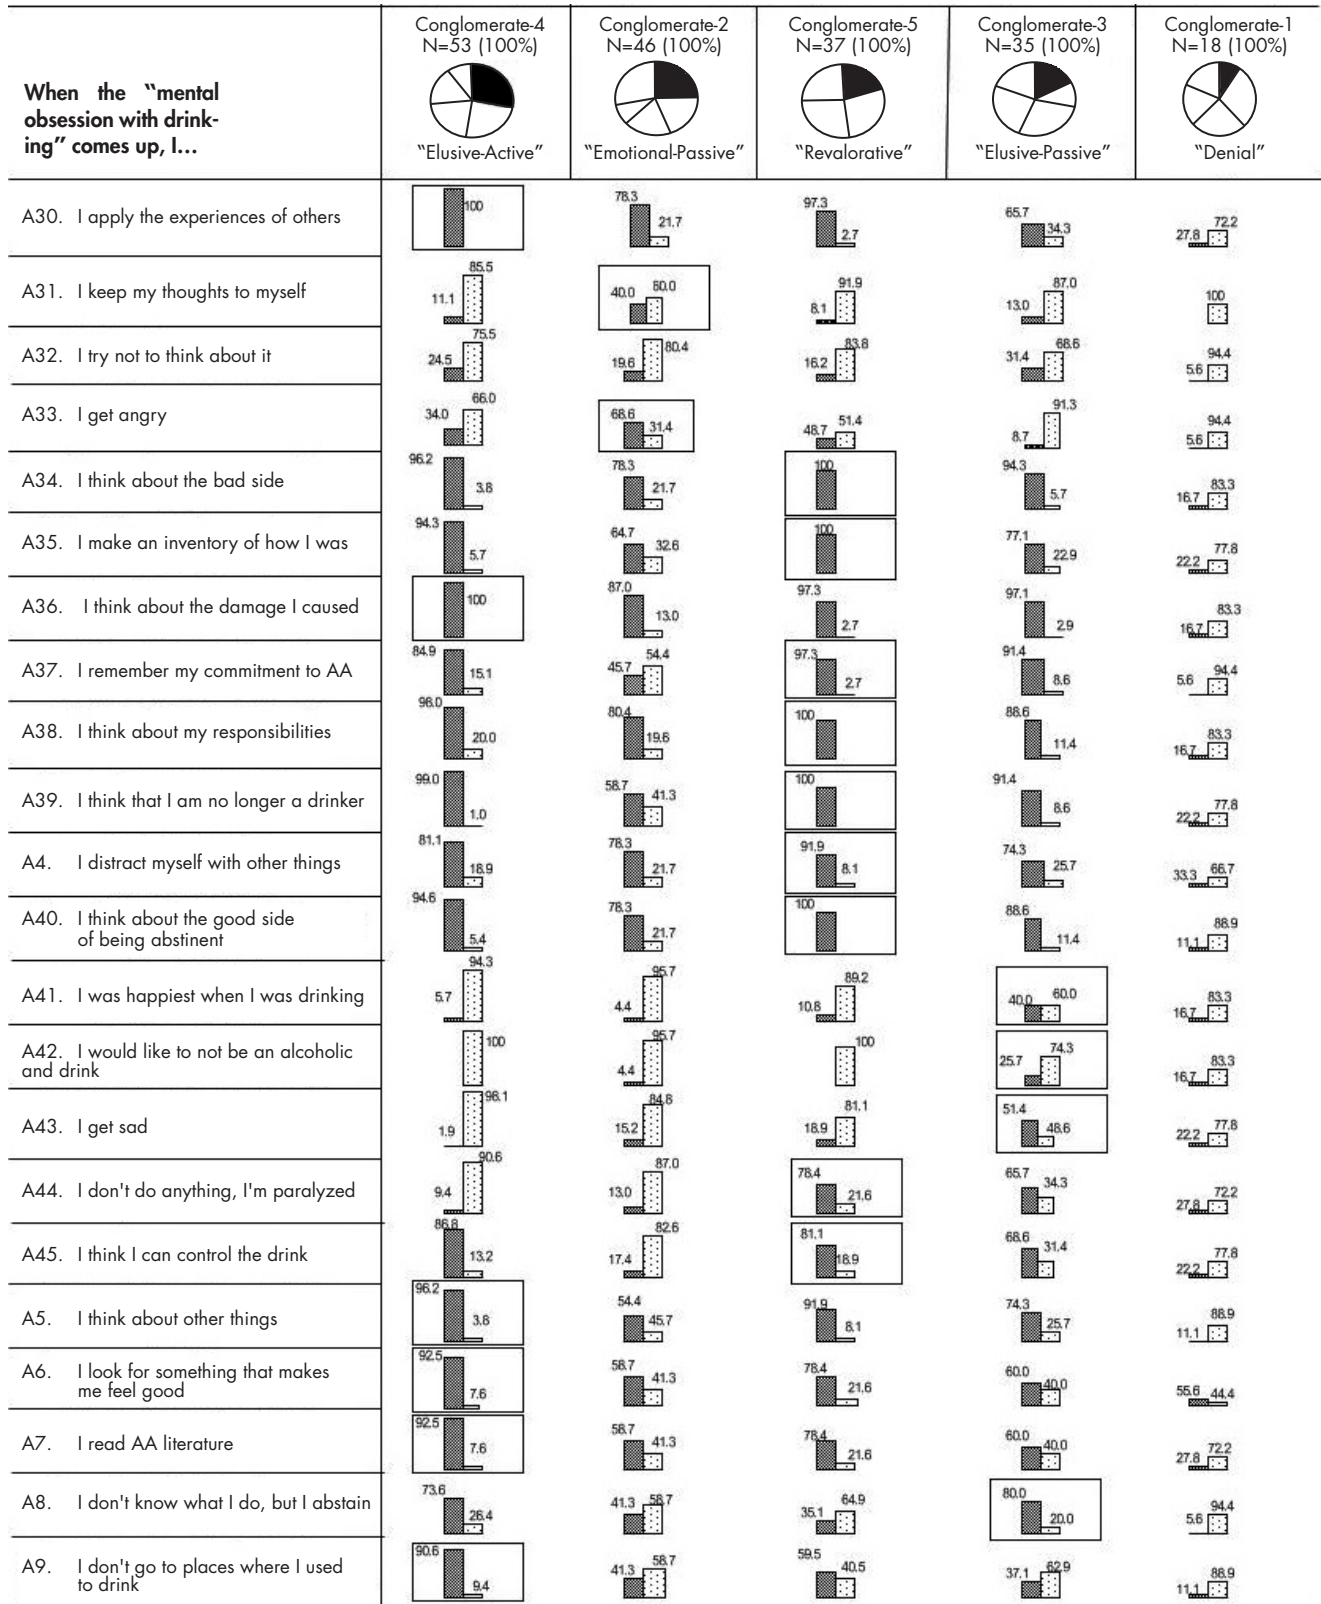 Conglomerate-4 Conglomerate-2 Conglomerate-5 Conglomerate-3 Conglomerate-1
N=53 (100%) N=46 (100%) N=37 (100%) N=35 (100%) N=18 (100%)
When the "mental
obsession with drink-
ing" comes up, I...
"Elusive-Active" "Emotional-Passive" "Revalorative" "Elusive-Passive" "Denial"
A30. I apply the experiences of others
100 78.3 21.7 97.3 2.7 65.7 34.3 27.8 72.2
A31. I keep my thoughts to myself
11.1 85.5 40.0 60.0 8.1 91.9 13.0 87.0 100
A32. I try not to think about it
24.5 75.5 19.6 80.4 16.2 83.8 31.4 68.6 5.6 94.4
A33. I get angry
34.0 66.0 68.6 31.4 48.7 51.4 8.7 91.3 5.6 94.4
A34. I think about the bad side
96.2 3.8 78.3 21.7 100 94.3 5.7 16.7 83.3
A35. I make an inventory of how I was
94.3 5.7 64.7 32.6 100 77.1 22.9 22.2 77.8
A36. I think about the damage I caused
100 87.0 13.0 97.3 2.7 97.1 2.9 16.7 83.3
A37. I remember my commitment to AA
84.9 15.1 45.7 54.4 97.3 2.7 91.4 8.6 5.6 94.4
A38. I think about my responsibilities
96.0 20.0 80.4 19.6 100 88.6 11.4 16.7 83.3
A39. I think that I am no longer a drinker
99.0 1.0 58.7 41.3 100 91.4 8.6 22.2 77.8
A4. I distract myself with other things
81.1 18.9 78.3 21.7 91.9 8.1 74.3 25.7 33.3 66.7
A40. I think about the good side
of being abstinent
94.6 5.4 78.3 21.7 100 88.6 11.4 11.1 88.9
A41. I was happiest when I was drinking
5.7 94.3 4.4 95.7 10.8 89.2 40.0 60.0 16.7 83.3
A42. I would like to not be an alcoholic
and drink
100 4.4 95.7 100 25.7 74.3 16.7 83.3
A43. I get sad
1.9 98.1 15.2 84.8 18.9 81.1 51.4 48.6 22.2 77.8
A44. I don't do anything, I'm paralyzed
9.4 90.6 13.0 87.0 78.4 21.6 65.7 34.3 27.8 72.2
A45. I think I can control the drink
86.8 13.2 17.4 82.6 81.1 18.9 68.6 31.4 22.2 77.8
A5. I think about other things
96.2 3.8 54.4 45.7 91.9 8.1 74.3 25.7 11.1 88.9
A6. I look for something that makes
me feel good
92.5 7.6 58.7 41.3 78.4 21.6 60.0 40.0 55.6 44.4
A7. I read AA literature
92.5 7.6 58.7 41.3 78.4 21.6 60.0 40.0 27.8 72.2
A8. I don't know what I do, but I abstain
73.6 26.4 41.3 58.7 35.1 64.9 80.0 20.0 5.6 94.4
A9. I don't go to places where I used
to drink
90.6 9.4 41.3 58.7 59.5 40.5 37.1 62.9 11.1 88.9